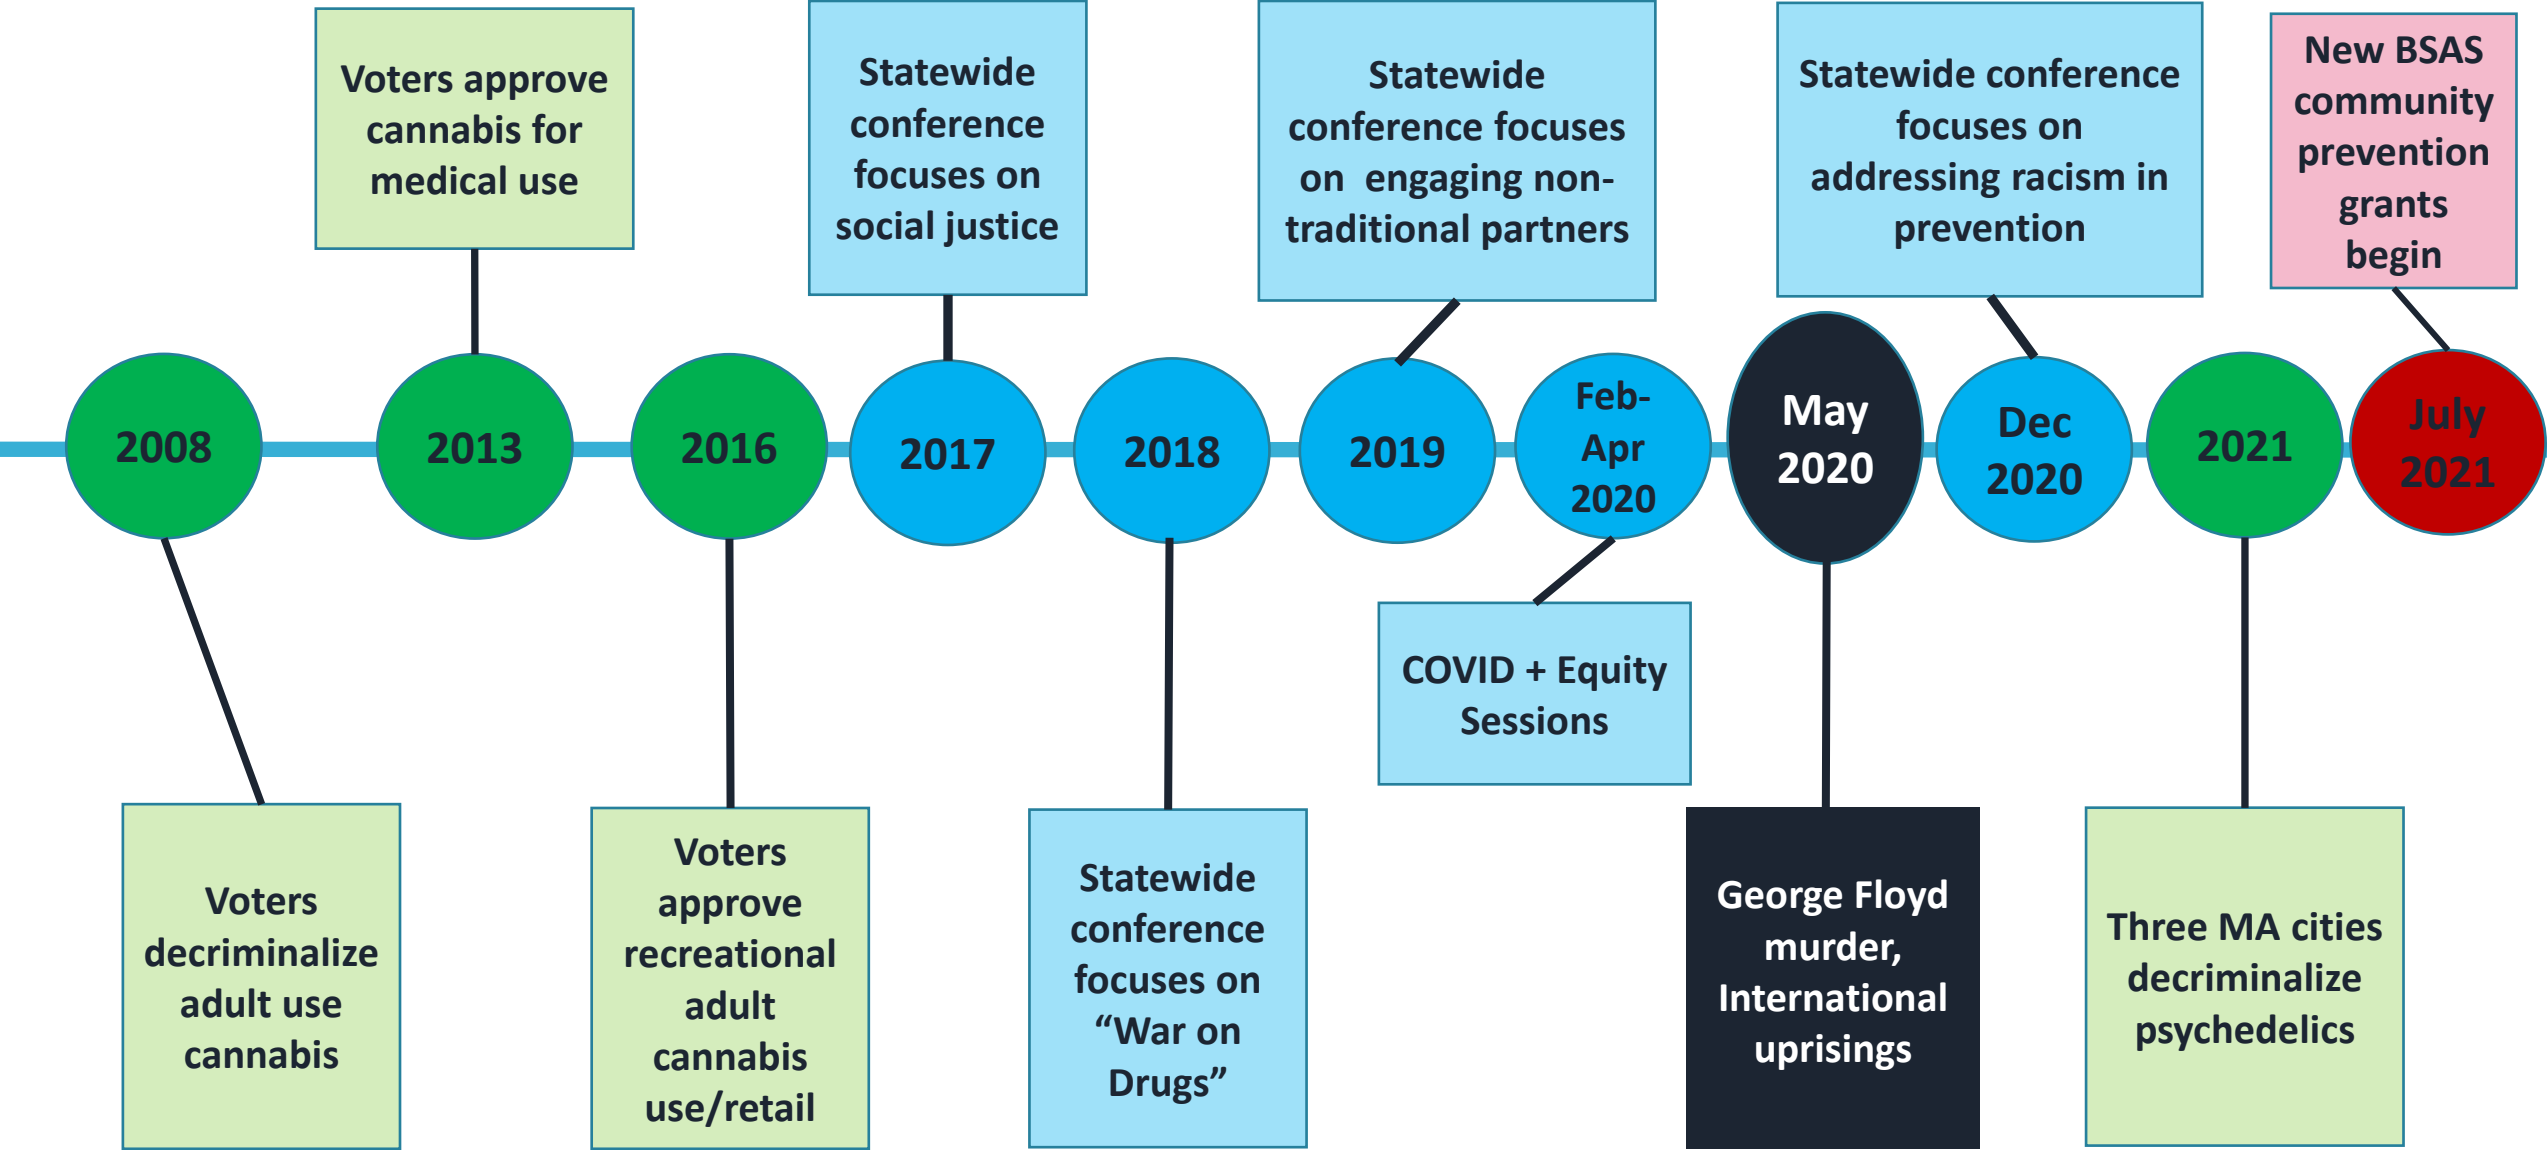 Voters approve
cannabis for
medical use
Statewide
conference
focuses on
social justice
Statewide
conference focuses
on  engaging non-
traditional partners
Statewide conference
focuses on
addressing racism in
prevention
New BSAS
community
prevention
grants
begin
2008
2013
2016
2017
2018
2019
Feb-
Apr
2020
May
2020
Dec
2020
2021
July
2021
COVID + Equity
Sessions
Voters
decriminalize
adult use
cannabis
Voters
approve
recreational
adult
cannabis
use/retail
Statewide
conference
focuses on
“War on
Drugs”
George Floyd
murder,
International
uprisings
Three MA cities
decriminalize
psychedelics